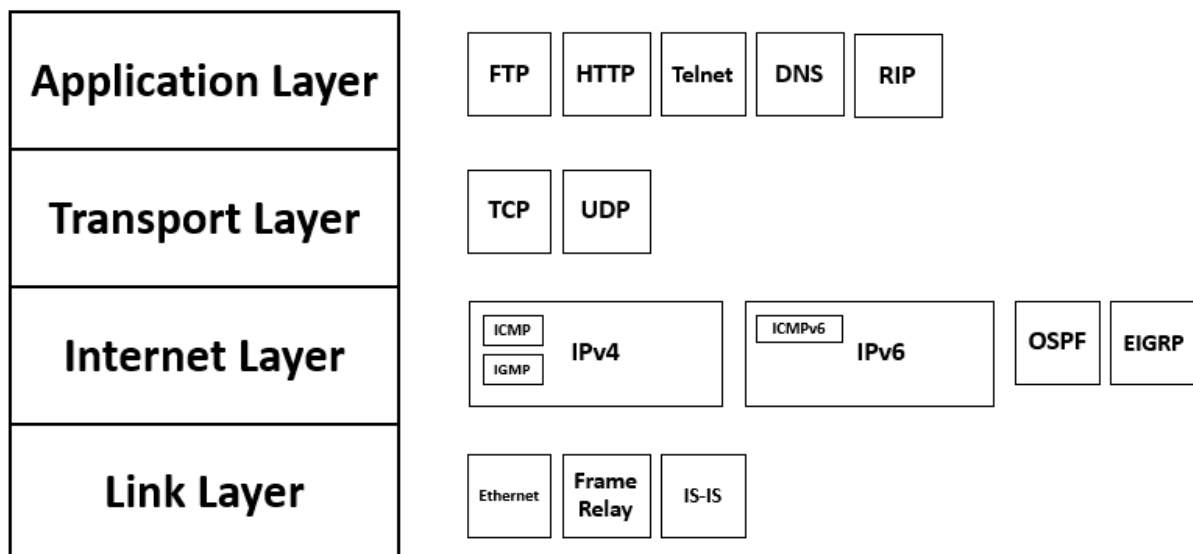 Application Layer
FTP
HTTP
Telnet
DNS
RIP
Transport Layer
TCP
UDP
Internet Layer
ICMP
IGMP
IPv4
ICMPv6
IPv6
OSPF
EIGRP
Link Layer
Ethernet
Frame
Relay
IS-IS